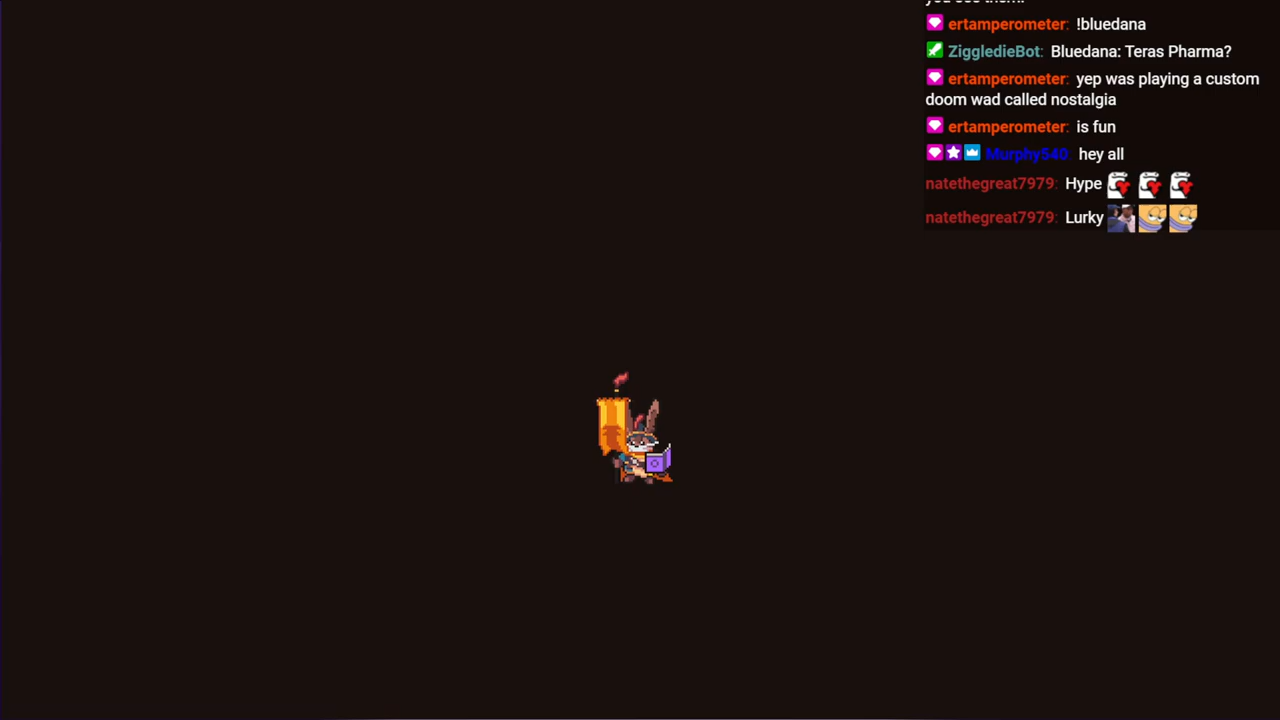 ertamperometer: !bluedana
ZiggledieBot: Bluedana: Teras Pharma?
ertamperometer: yep was playing a custom
doom wad called nostalgia
ertamperometer: is fun
Murphy540: hey all
natethegreat7979: Hype
natethegreat7979: Lurky